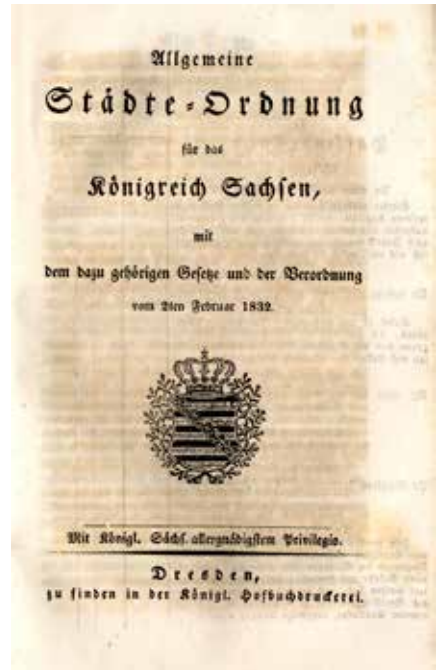 Allgemeine
Städte-Ordnung
für das
Königreich Sachsen,
mit
dem dazu gehörigen Gesetze und der Verordnung
vom 2ten Februar 1832.
Mit Königl. Sächs. allergnädigstem Privilegio.
Dresden,
zu finden in der Königl. Hofbuchdruckerei.